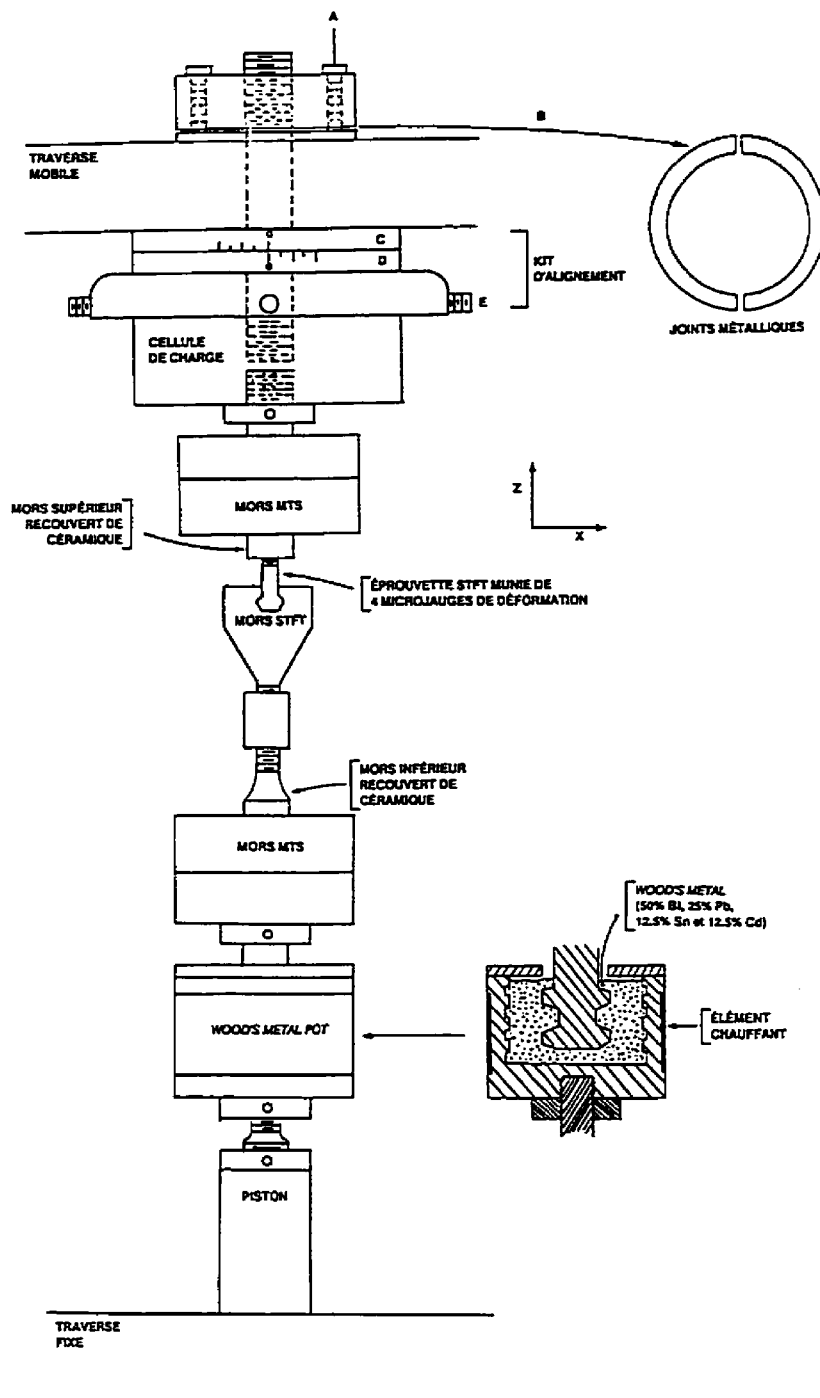 A
B
TRAVERSE
MOBILE
C
D
E
KIT
D'ALIGNEMENT
JOINTS MÉTALLIQUES
CELLULE
DE CHARGE
MORS MTS
Z
X
MORS SUPÉRIEUR
RECOUVERT DE
CÉRAMIQUE
ÉPROUVETTE STFT MUNIE DE
4 MICROJAUGES DE DÉFORMATION
MORS STFT
MORS INFÉRIEUR
RECOUVERT DE
CÉRAMIQUE
MORS MTS
WOOD'S METAL
(50% Bi, 25% Pb,
12.5% Sn et 12.5% Cd)
WOOD'S METAL POT
ÉLÉMENT
CHAUFFANT
PISTON
TRAVERSE
FIXE